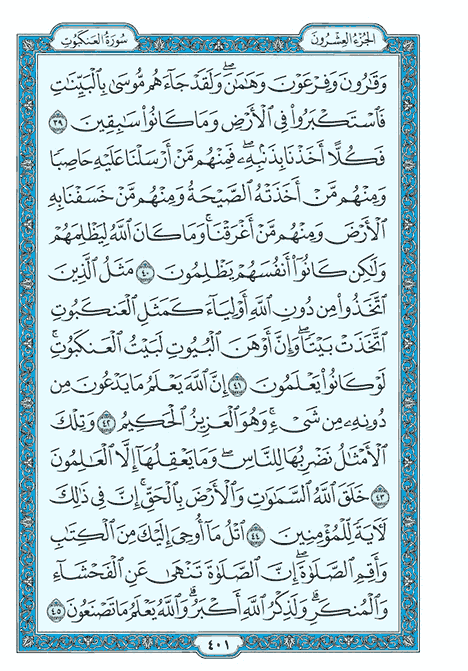 الجزء العشرون
سورة العنكبوت
وَقَٰرُونَ وَفِرْعَوْنَ وَهَٰمَٰنَۖ وَلَقَدْ جَآءَهُم مُّوسَىٰ بِٱلْبَيِّنَٰتِ
فَٱسْتَكْبَرُوا۟ فِى ٱلْأَرْضِ وَمَا كَانُوا۟ سَٰبِقِينَ ٣٩
فَكُلًّا أَخَذْنَا بِذَنۢبِهِۦۖ فَمِنْهُم مَّنْ أَرْسَلْنَا عَلَيْهِ حَاصِبًا
وَمِنْهُم مَّنْ أَخَذَتْهُ ٱلصَّيْحَةُ وَمِنْهُم مَّنْ خَسَفْنَا بِهِ
ٱلْأَرْضَ وَمِنْهُم مَّنْ أَغْرَقْنَاۚ وَمَا كَانَ ٱللَّهُ لِيَظْلِمَهُمْ
وَلَٰكِن كَانُوٓا۟ أَنفُسَهُمْ يَظْلِمُونَ ٤٠ مَثَلُ ٱلَّذِينَ
ٱتَّخَذُوا۟ مِن دُونِ ٱللَّهِ أَوْلِيَآءَ كَمَثَلِ ٱلْعَنكَبُوتِ
ٱتَّخَذَتْ بَيْتًاۖ وَإِنَّ أَوْهَنَ ٱلْبُيُوتِ لَبَيْتُ ٱلْعَنكَبُوتِۚ
لَوْ كَانُوا۟ يَعْلَمُونَ ٤١ إِنَّ ٱللَّهَ يَعْلَمُ مَا يَدْعُونَ مِن
دُونِهِۦ مِن شَىْءٍۚ وَهُوَ ٱلْعَزِيزُ ٱلْحَكِيمُ ٤٢ وَتِلْكَ
ٱلْأَمْثَٰلُ نَضْرِبُهَا لِلنَّاسِۖ وَمَا يَعْقِلُهَآ إِلَّا ٱلْعَٰلِمُونَ
٤٣ خَلَقَ ٱللَّهُ ٱلسَّمَٰوَٰتِ وَٱلْأَرْضَ بِٱلْحَقِّۚ إِنَّ فِى ذَٰلِكَ
لَءَايَةً لِّلْمُؤْمِنِينَ ٤٤ ٱتْلُ مَآ أُوحِىَ إِلَيْكَ مِنَ ٱلْكِتَٰبِ
وَأَقِمِ ٱلصَّلَوٰةَۖ إِنَّ ٱلصَّلَوٰةَ تَنْهَىٰ عَنِ ٱلْفَحْشَآءِ
وَٱلْمُنكَرِۗ وَلَذِكْرُ ٱللَّهِ أَكْبَرُۗ وَٱللَّهُ يَعْلَمُ مَا تَصْنَعُونَ ٤٥
٤٠١